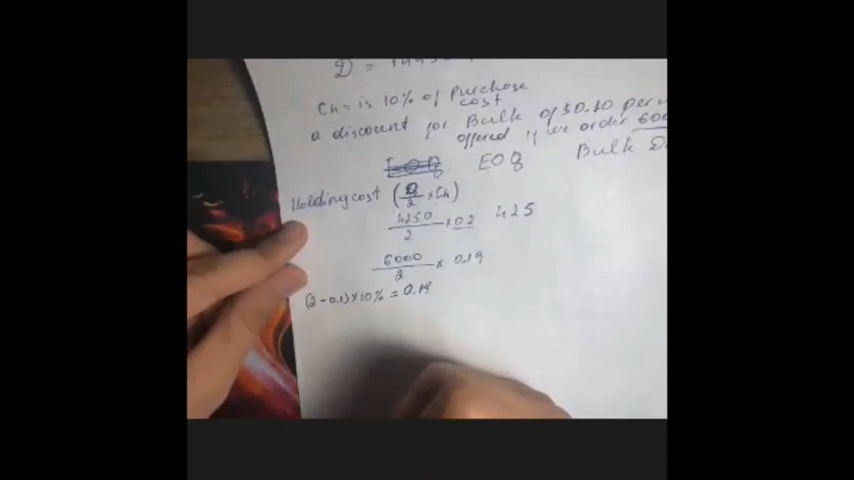 D =
Ch = is 10% of Purchase cost
a discount for Bulk of $0.10 per
offered if we order 600
EOQ Bulk D
Holding cost (Q/2 × Ch)
4250/2 × 0.2 425
6000/2 × 0.19
(2 - 0.1) × 10% = 0.19